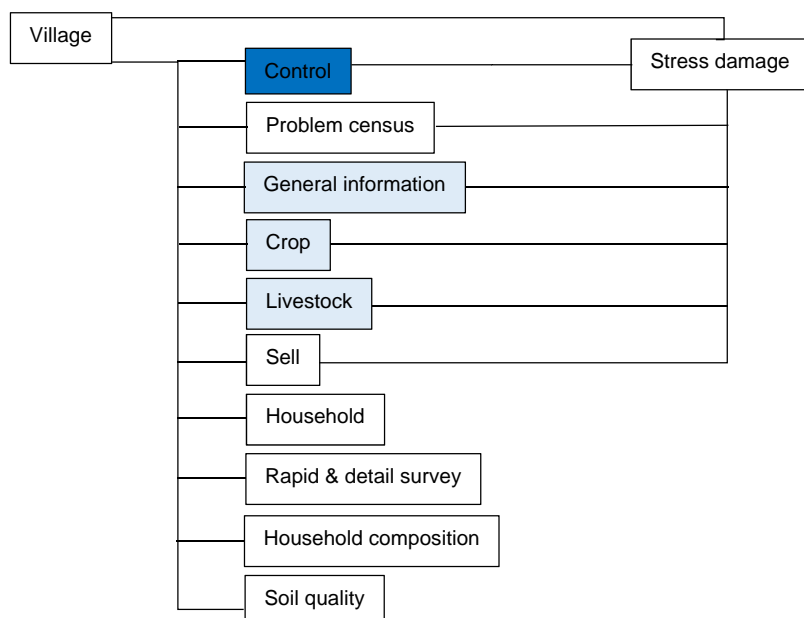 Village
Stress damage
Control
Problem census
General information
Crop
Livestock
Sell
Household
Rapid & detail survey
Household composition
Soil quality